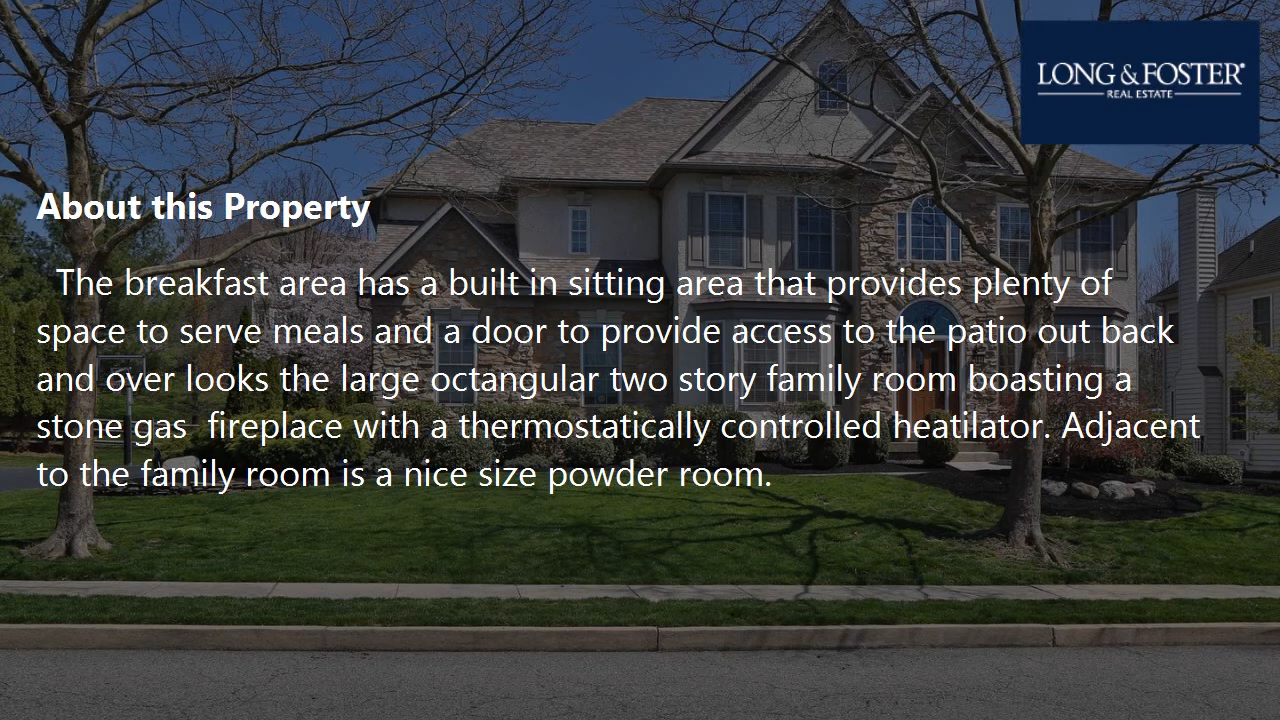 LONG & FOSTER®
REAL ESTATE
About this Property
The breakfast area has a built in sitting area that provides plenty of
space to serve meals and a door to provide access to the patio out back
and over looks the large octangular two story family room boasting a
stone gas  fireplace with a thermostatically controlled heatilator. Adjacent
to the family room is a nice size powder room.